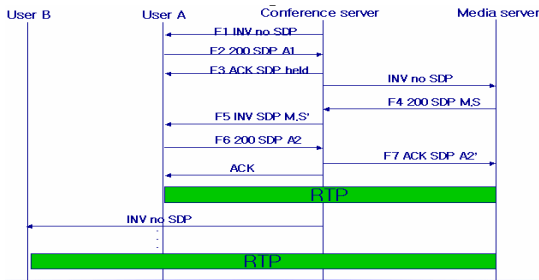 User B User A Conference server Media server
F1 INV no SDP
F2 200 SDP A1
F3 ACK SDP held
INV no SDP
F4 200 SDP M,S
F5 INV SDP M,S'
F6 200 SDP A2
F7 ACK SDP A2'
ACK
RTP
INV no SDP
RTP